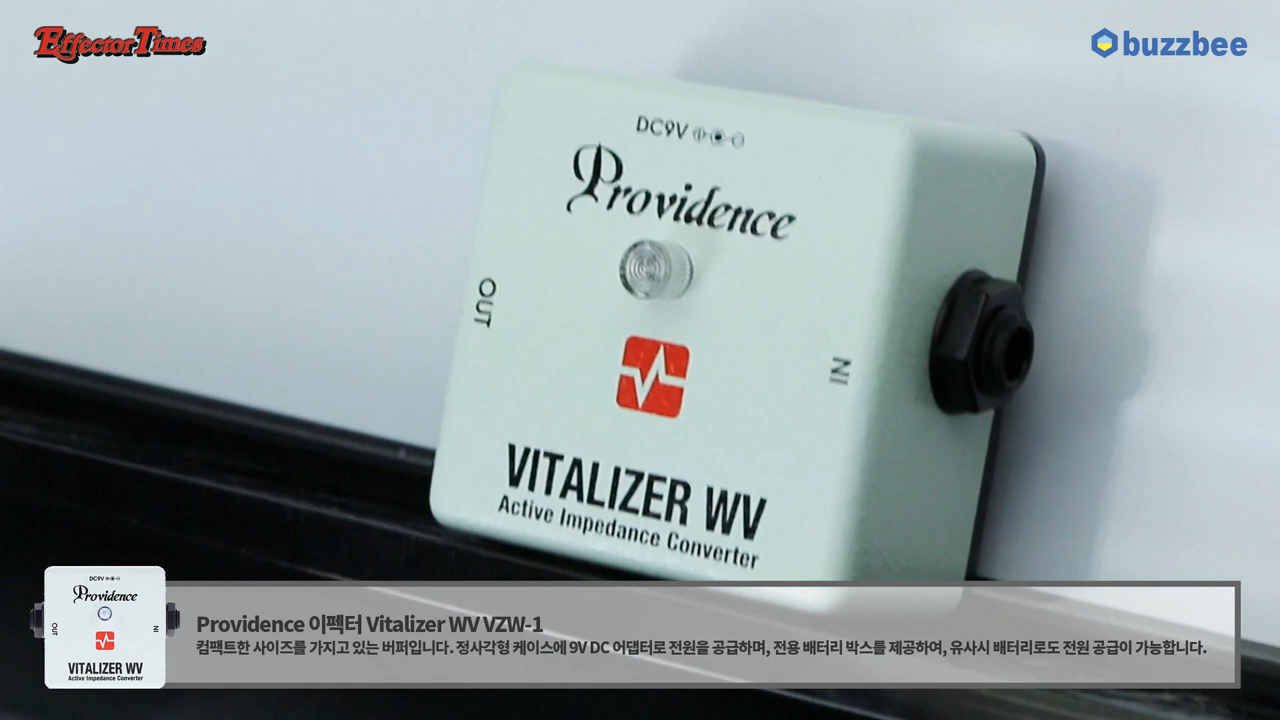 Effector Times
buzzbee
DC9V
Providence
OUT
IN
VITALIZER WV
Active Impedance Converter
DC9V
Providence
OUT
IN
VITALIZER WV
Active Impedance Converter
Providence 이펙터 Vitalizer WV VZW-1
컴팩트한 사이즈를 가지고 있는 버퍼입니다. 정사각형 케이스에 9V DC 어댑터로 전원을 공급하며, 전용 배터리 박스를 제공하여, 유사시 배터리로도 전원 공급이 가능합니다.